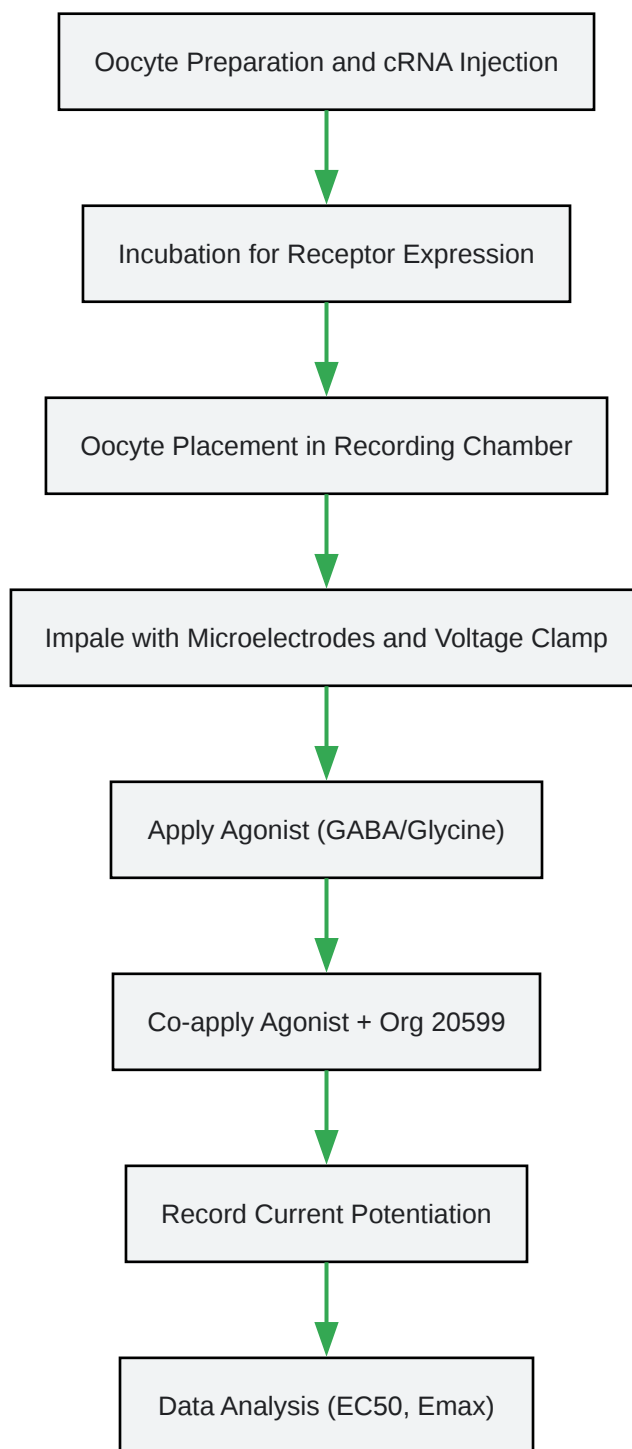 Oocyte Preparation and cRNA Injection
Incubation for Receptor Expression
Oocyte Placement in Recording Chamber
Impale with Microelectrodes and Voltage Clamp
Apply Agonist (GABA/Glycine)
Co-apply Agonist + Org 20599
Record Current Potentiation
Data Analysis (EC50, Emax)